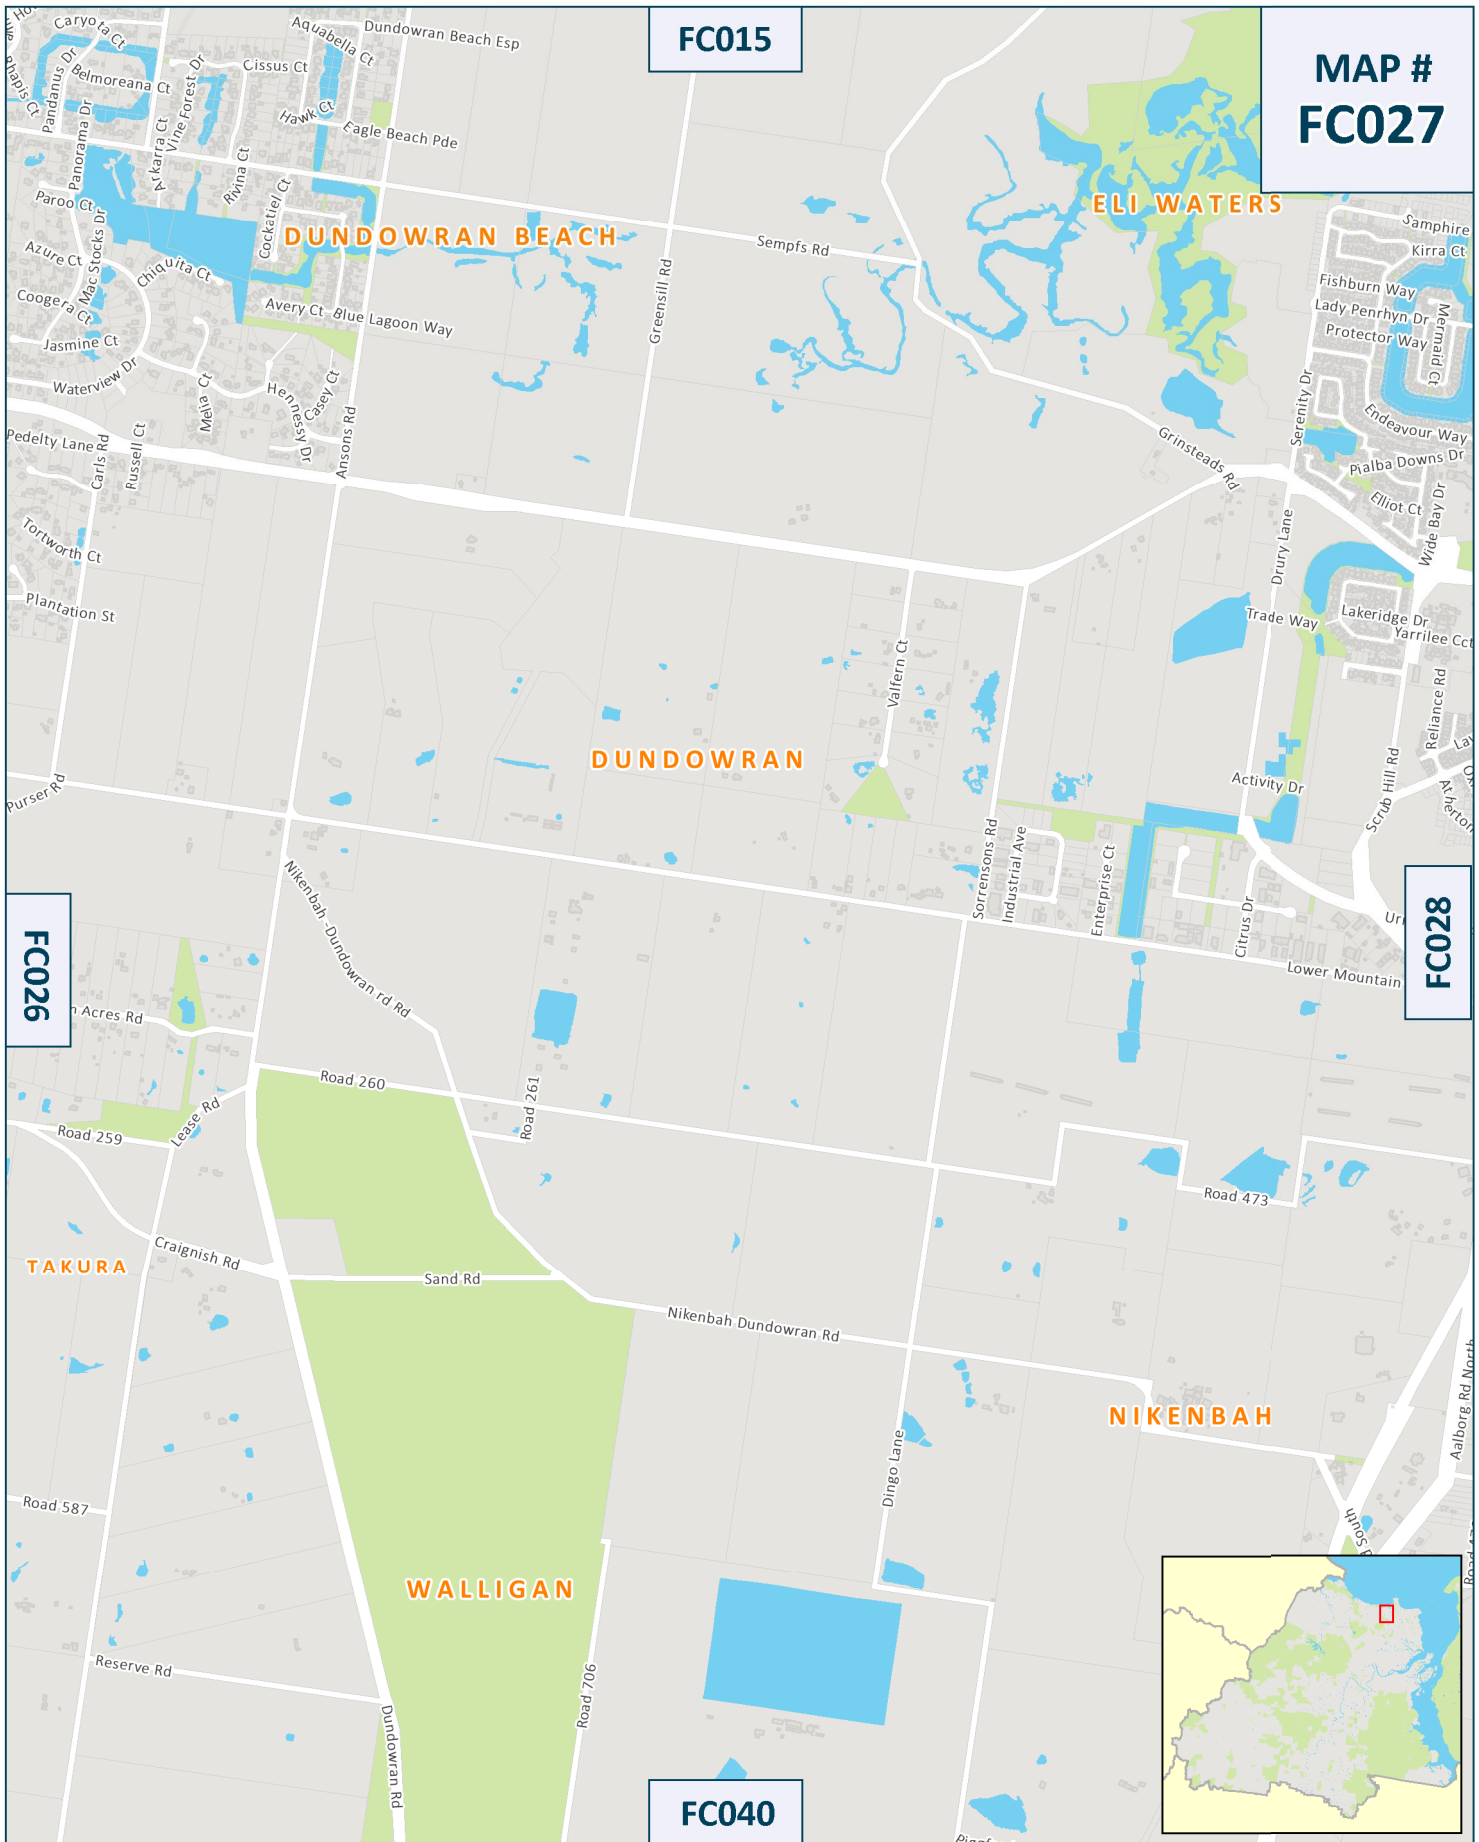 FC015
MAP #
FC027
Caryota Ct
Aquabella Ct
Dundowran Beach Esp
Pandanus Dr
Belmoreana Ct
Cissus Ct
Vine Forest Dr
Hawk Ct
Eagle Beach Pde
Panorama Dr
Arkarra Ct
Rivina Ct
Cockatiel Ct
Paroo Ct
ELI WATERS
Samphire
DUNDOWRAN BEACH
Sempfs Rd
Kirra Ct
Azure Ct
Mac Stocks Dr
Chiquita Ct
Greensill Rd
Fishburn Way
Coogera Ct
Avery Ct
Blue Lagoon Way
Lady Penrhyn Dr
Mermaid Ct
Protector Way
Jasmine Ct
Waterview Dr
Melia Ct
Hennessy Dr
Casey Ct
Serenity Dr
Endeavour Way
Pedelty Lane
Carls Rd
Russell Ct
Ansons Rd
Grinsteads Rd
Pialba Downs Dr
Elliot Ct
Wide Bay Dr
Drury Lane
Tortworth Ct
Plantation St
Trade Way
Lakeridge Dr
Yarrilee Cct
Valfern Ct
Reliance Rd
DUNDOWRAN
Purser Rd
Activity Dr
Scrub Hill Rd
Atherton
Sorrensons Rd
Industrial Ave
Enterprise Ct
Nikenbah-Dundowran rd Rd
Citrus Dr
Lower Mountain
FC026
FC028
n Acres Rd
Road 260
Road 261
Lease Rd
Road 259
Road 473
Craignish Rd
TAKURA
Sand Rd
Nikenbah Dundowran Rd
Aalborg Rd North
NIKENBAH
Dingo Lane
Road 587
South
WALLIGAN
Reserve Rd
Road 706
Dundowran Rd
FC040